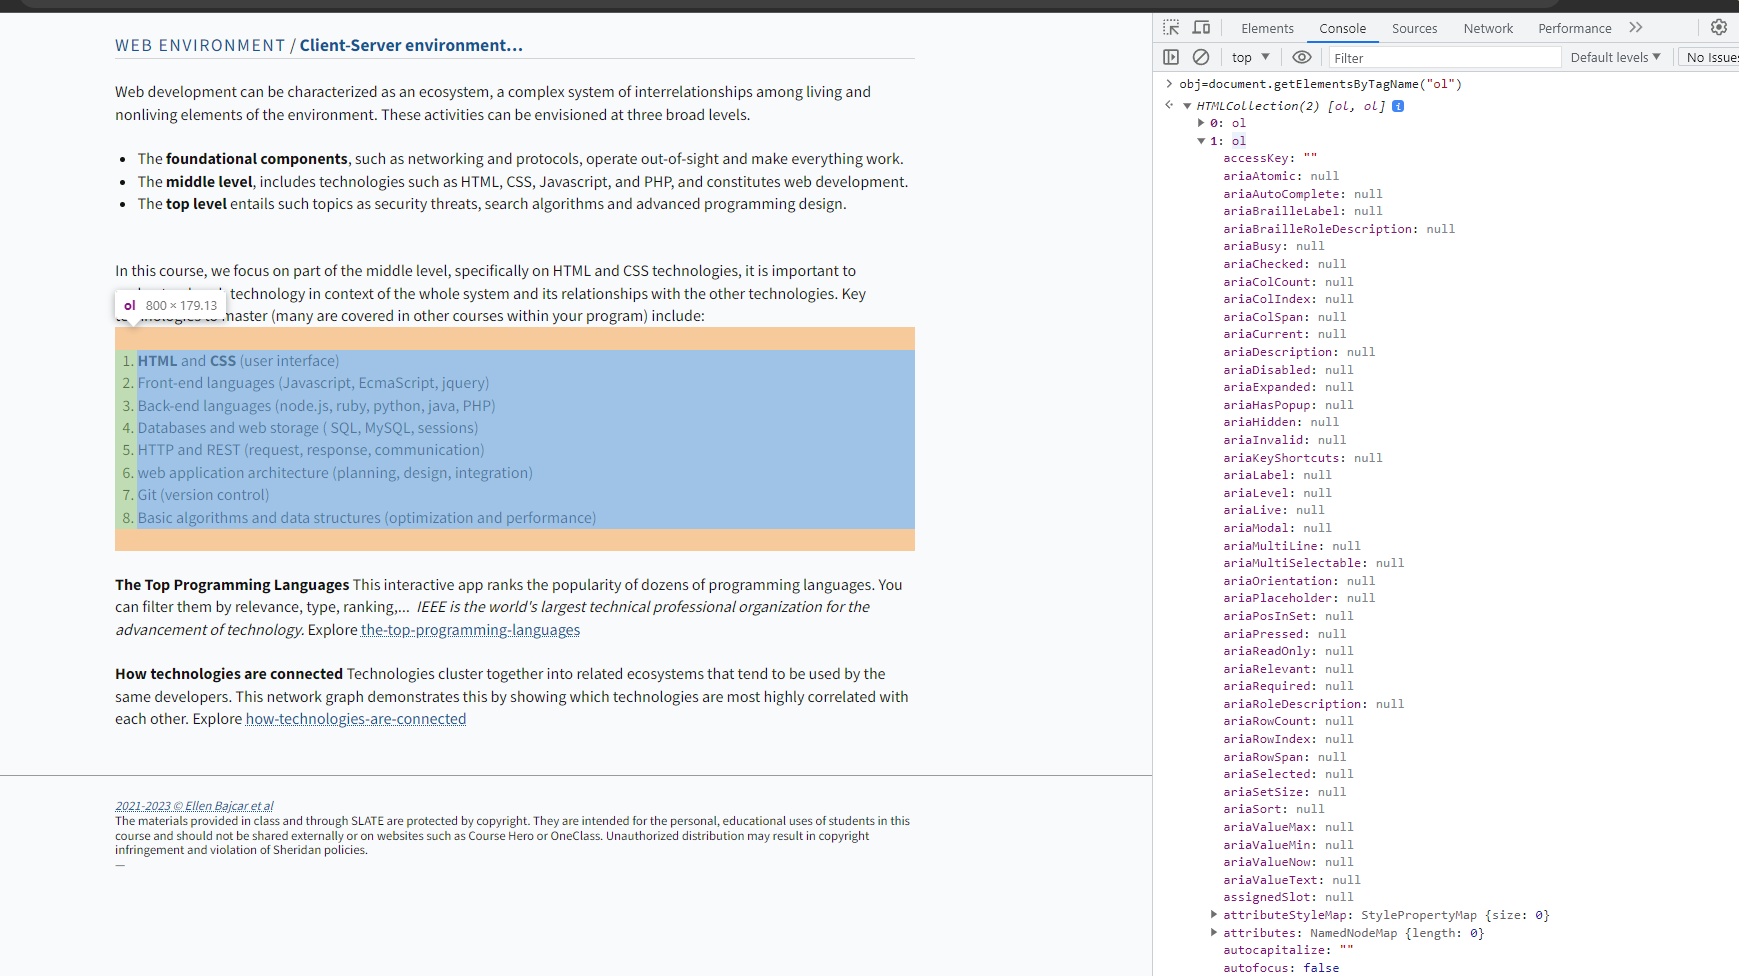 WEB ENVIRONMENT / Client-Server environment...
Web development can be characterized as an ecosystem, a complex system of interrelationships among living and
nonliving elements of the environment. These activities can be envisioned at three broad levels.
• The foundational components, such as networking and protocols, operate out-of-sight and make everything work.
• The middle level, includes technologies such as HTML, CSS, Javascript, and PHP, and constitutes web development.
• The top level entails such topics as security threats, search algorithms and advanced programming design.
In this course, we focus on part of the middle level, specifically on HTML and CSS technologies, it is important to
technology in context of the whole system and its relationships with the other technologies. Key
master (many are covered in other courses within your program) include:
ol 800 × 179.13
1. HTML and CSS (user interface)
2. Front-end languages (Javascript, EcmaScript, jquery)
3. Back-end languages (node.js, ruby, python, java, PHP)
4. Databases and web storage ( SQL, MySQL, sessions)
5. HTTP and REST (request, response, communication)
6. web application architecture (planning, design, integration)
7. Git (version control)
8. Basic algorithms and data structures (optimization and performance)
The Top Programming Languages This interactive app ranks the popularity of dozens of programming languages. You
can filter them by relevance, type, ranking,... IEEE is the world's largest technical professional organization for the
advancement of technology. Explore the-top-programming-languages
How technologies are connected Technologies cluster together into related ecosystems that tend to be used by the
same developers. This network graph demonstrates this by showing which technologies are most highly correlated with
each other. Explore how-technologies-are-connected
2021-2023 © Ellen Bajcar et al
The materials provided in class and through SLATE are protected by copyright. They are intended for the personal, educational uses of students in this
course and should not be shared externally or on websites such as Course Hero or OneClass. Unauthorized distribution may result in copyright
infringement and violation of Sheridan policies.
—
Elements Console Sources Network Performance
top Filter Default levels No Issues
obj=document.getElementsByTagName("ol")
HTMLCollection(2) [ol, ol] i
0: ol
1: ol
accessKey: ""
ariaAtomic: null
ariaAutoComplete: null
ariaBrailleLabel: null
ariaBrailleRoleDescription: null
ariaBusy: null
ariaChecked: null
ariaColCount: null
ariaColIndex: null
ariaColSpan: null
ariaCurrent: null
ariaDescription: null
ariaDisabled: null
ariaExpanded: null
ariaHasPopup: null
ariaHidden: null
ariaInvalid: null
ariaKeyShortcuts: null
ariaLabel: null
ariaLevel: null
ariaLive: null
ariaModal: null
ariaMultiLine: null
ariaMultiSelectable: null
ariaOrientation: null
ariaPlaceholder: null
ariaPosInSet: null
ariaPressed: null
ariaReadOnly: null
ariaRelevant: null
ariaRequired: null
ariaRoleDescription: null
ariaRowCount: null
ariaRowIndex: null
ariaRowSpan: null
ariaSelected: null
ariaSetSize: null
ariaSort: null
ariaValueMax: null
ariaValueMin: null
ariaValueNow: null
ariaValueText: null
assignedSlot: null
attributeStyleMap: StylePropertyMap {size: 0}
attributes: NamedNodeMap {length: 0}
autocapitalize: ""
autofocus: false